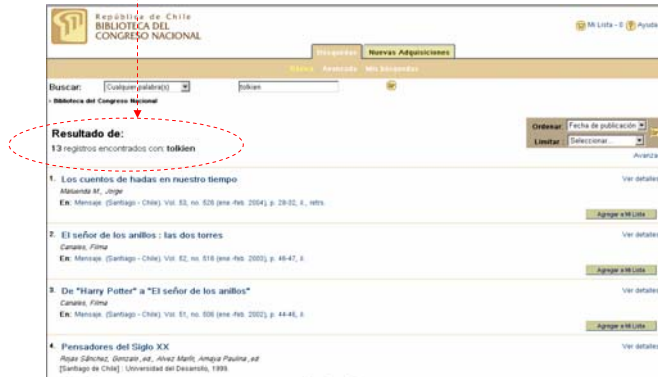 República de Chile
BIBLIOTECA DEL
CONGRESO NACIONAL
Mi Lista - 0 Ayuda
Búsquedas Nuevas Adquisiciones
Básica Avanzada Mis búsquedas
Buscar: Cualquier palabra(s) tolkien
> Biblioteca del Congreso Nacional
Resultado de:
13 registros encontrados con: tolkien
Ordenar: Fecha de publicación
Limitar: Seleccionar...
Avanza
1. Los cuentos de hadas en nuestro tiempo Ver detalles
Jorge
En: Mensaje. (Santiago - Chile). Vol. 53, no. 526 (ene.-feb. 2004), p. 29-32, il., retrs.
Agregar a Mi Lista
2. El señor de los anillos : las dos torres Ver detalles
Canales, Filma
En: Mensaje. (Santiago - Chile). Vol. 52, no. 516 (ene.-feb. 2003), p. 46-47, il.
Agregar a Mi Lista
3. De "Harry Potter" a "El señor de los anillos" Ver detalles
Canales, Filma
En: Mensaje. (Santiago - Chile). Vol. 51, no. 506 (ene.-feb. 2002), p. 44-46, il.
Agregar a Mi Lista
4. Pensadores del Siglo XX Ver detalles
Rojas Sánchez, Gonzalo ,ed., Alvez Marín, Amaya Paulina ,ed
[Santiago de Chile] : Universidad del Desarrollo, 1999.